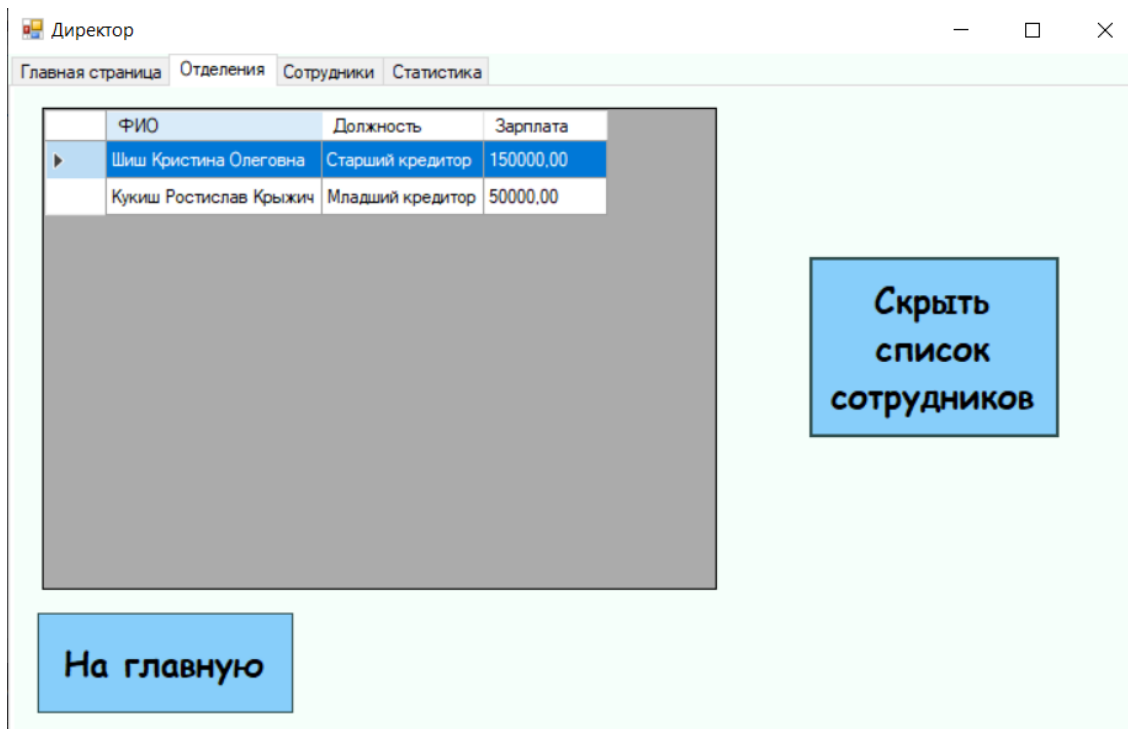 Директор
Главная страница Отделения Сотрудники Статистика
ФИО Должность Зарплата
Шиш Кристина Олеговна Старший кредитор 150000,00
Кукиш Ростислав Крыжич Младший кредитор 50000,00
Скрыть
список
сотрудников
На главную